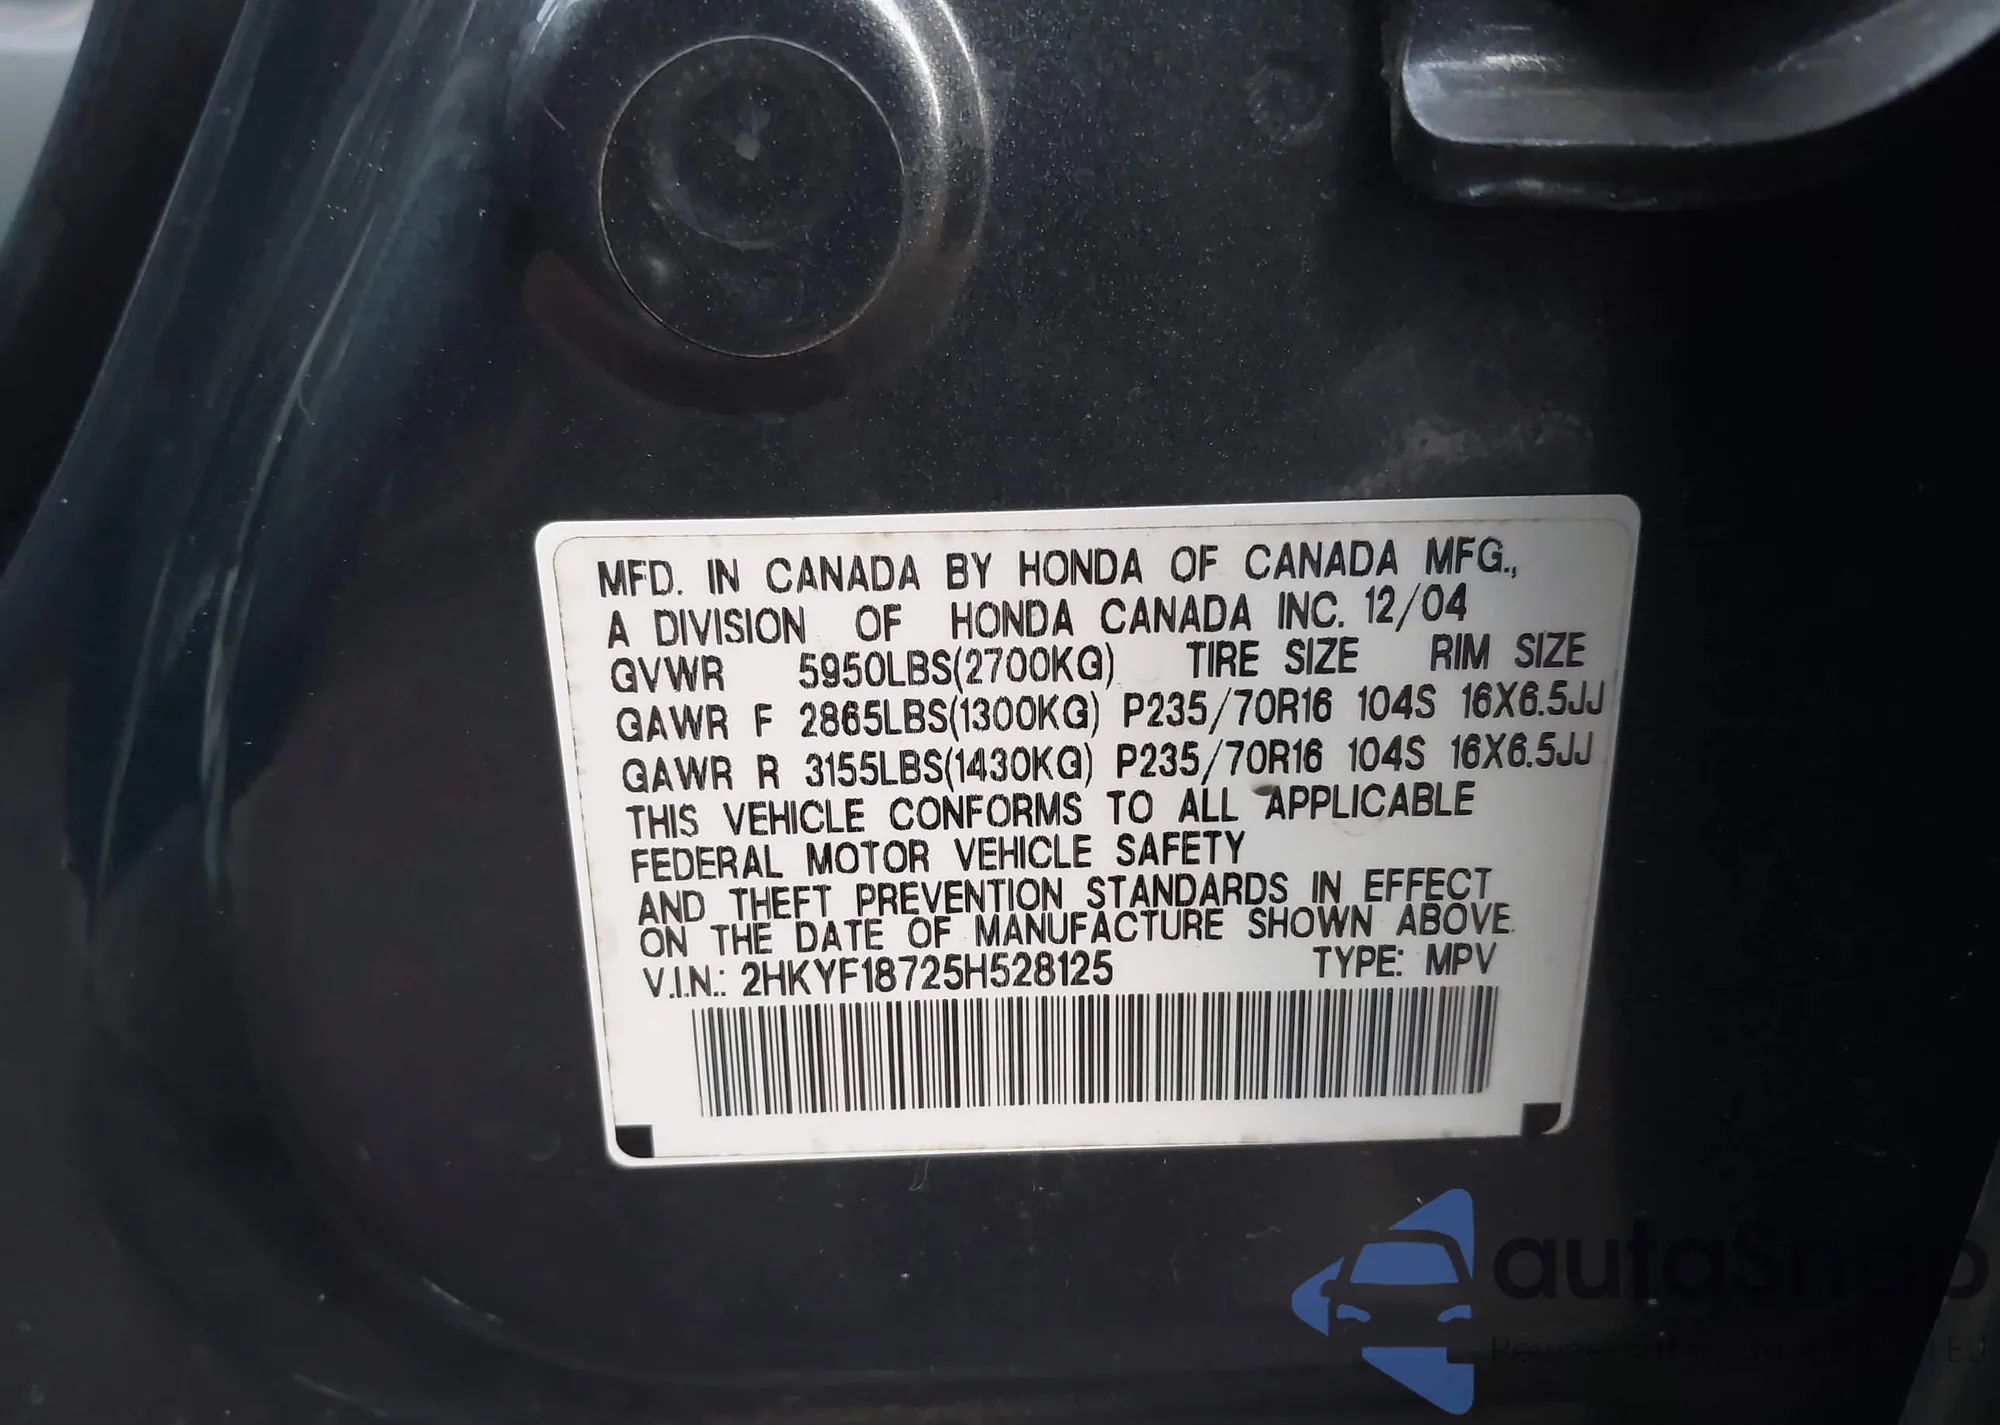 MFD. IN CANADA BY HONDA OF CANADA MFG.,
A DIVISION OF HONDA CANADA INC. 12/04
GVWR 5950LBS(2700KG) TIRE SIZE RIM SIZE
GAWR F 2865LBS(1300KG) P235/70R16 104S 16X6.5JJ
GAWR R 3155LBS(1430KG) P235/70R16 104S 16X6.5JJ
THIS VEHICLE CONFORMS TO ALL APPLICABLE
FEDERAL MOTOR VEHICLE SAFETY
AND THEFT PREVENTION STANDARDS IN EFFECT
ON THE DATE OF MANUFACTURE SHOWN ABOVE.
V.I.N.: 2HKYF18725H528125 TYPE: MPV
autaSnap
EU